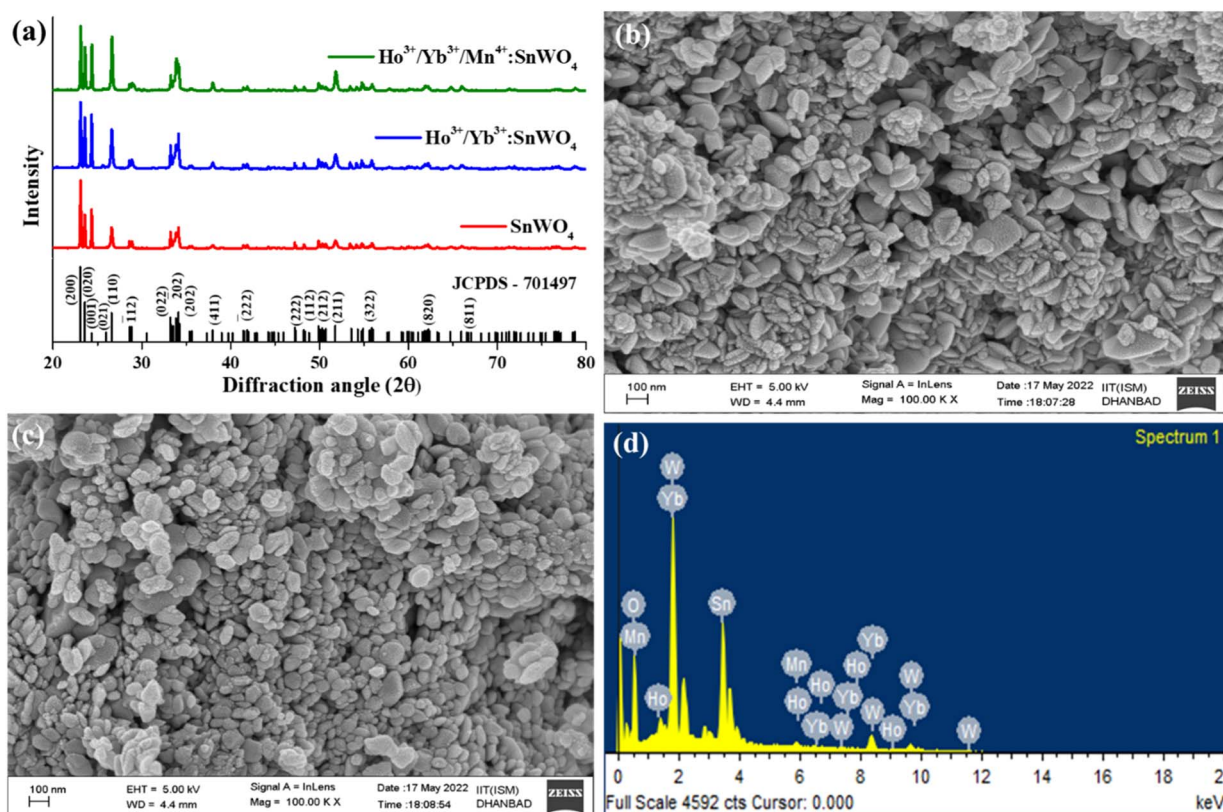 (a)
Ho³⁺/Yb³⁺/Mn⁴⁺:SnWO₄
Ho³⁺/Yb³⁺:SnWO₄
SnWO₄
JCPDS - 701497
Intensity
(200)
(020)
(001)
(021)
(110)
_
112)
(022)
202)
(202)
(411)
_
(222)
(222)
(112)
(212)
(211)
(322)
(820)
(811)
20 30 40 50 60 70 80
Diffraction angle (2θ)
(b)
100 nm
EHT = 5.00 kV
WD = 4.4 mm
Signal A = InLens
Mag = 100.00 K X
Date :17 May 2022
Time :18:07:28
IIT(ISM)
DHANBAD
ZEISS
(c)
100 nm
EHT = 5.00 kV
WD = 4.4 mm
Signal A = InLens
Mag = 100.00 K X
Date :17 May 2022
Time :18:08:54
IIT(ISM)
DHANBAD
ZEISS
(d)
Spectrum 1
W
Yb
O
Mn
Ho
Sn
Mn
Ho
Ho
Yb
Yb
W
Ho
Yb
W
Ho
W
Yb
W
0 2 4 6 8 10 12 14 16 18 2
Full Scale 4592 cts Cursor: 0.000
keV